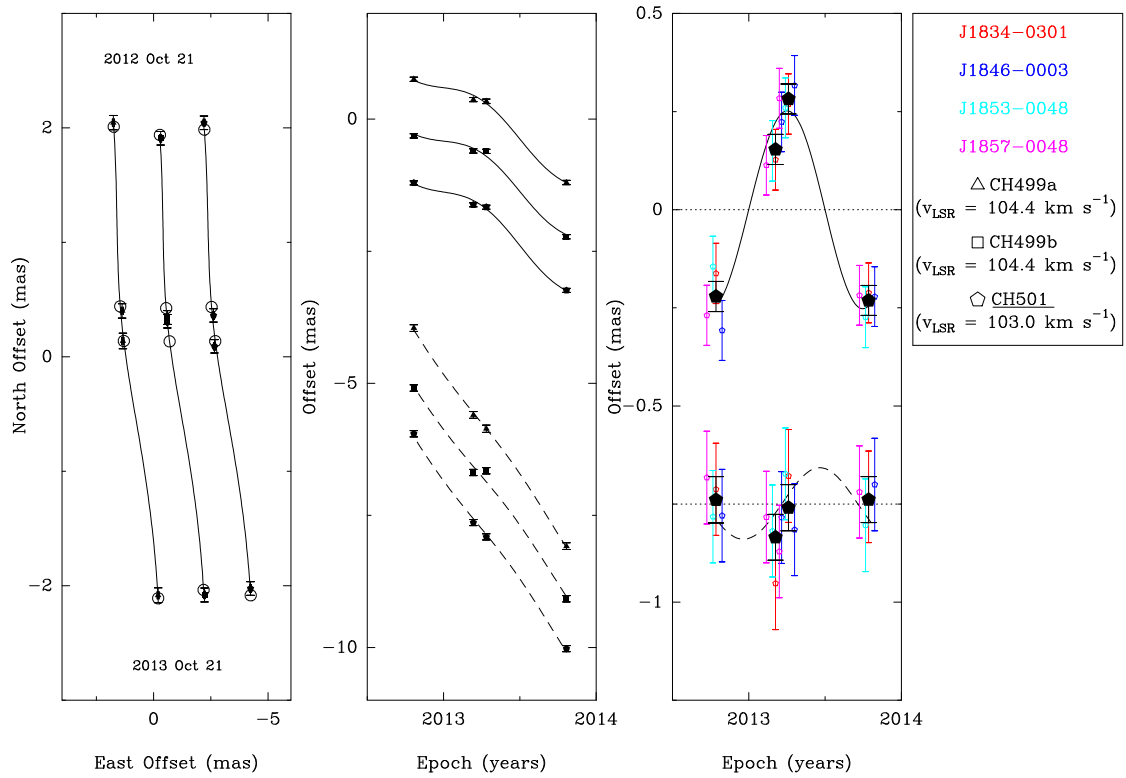 2012 Oct 21
2013 Oct 21
2
0
−2
0
−5
North Offset (mas)
East Offset (mas)
0
−5
−10
2013
2014
Offset (mas)
Epoch (years)
0.5
0
−0.5
−1
2013
2014
Offset (mas)
Epoch (years)
J1834−0301
J1846−0003
J1853−0048
J1857−0048
CH499a
(vLSR = 104.4 km s−1)
CH499b
(vLSR = 104.4 km s−1)
CH501
(vLSR = 103.0 km s−1)